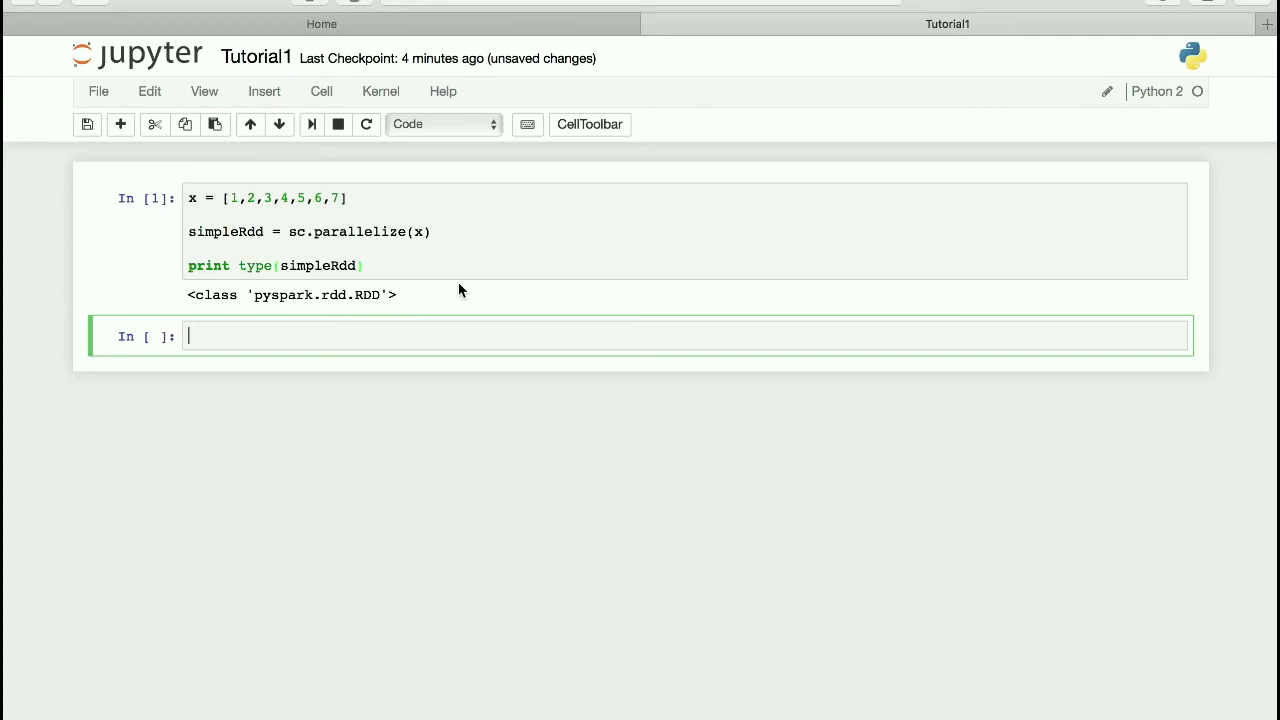 Home
Tutorial1
jupyter Tutorial1 Last Checkpoint: 4 minutes ago (unsaved changes)
File Edit View Insert Cell Kernel Help Python 2
Code CellToolbar
In [1]: x = [1,2,3,4,5,6,7]
simpleRdd = sc.parallelize(x)
print type(simpleRdd)
<class 'pyspark.rdd.RDD'>
In [ ]: